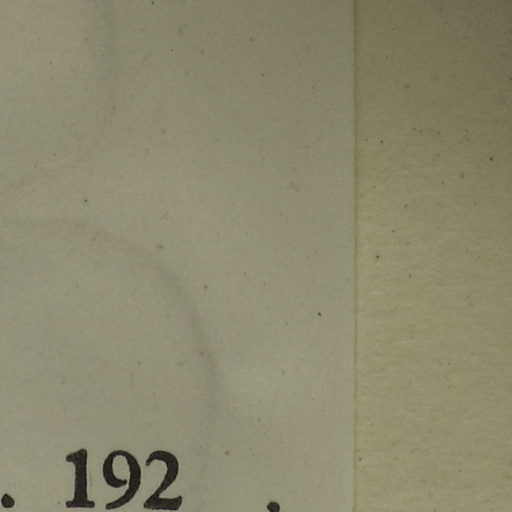 . 192 .